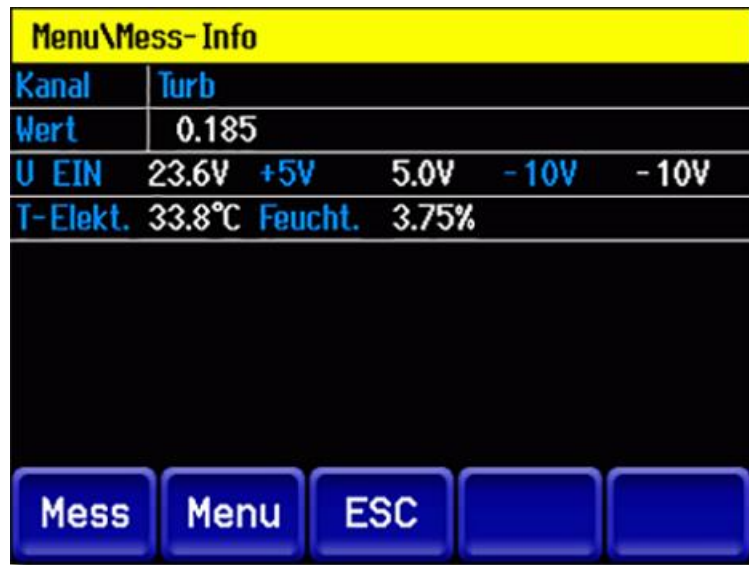 Menu\Mess-Info
Kanal Turb
Wert 0.185
U EIN 23.6V +5V 5.0V -10V -10V
T-Elekt. 33.8°C Feucht. 3.75%
Mess Menu ESC